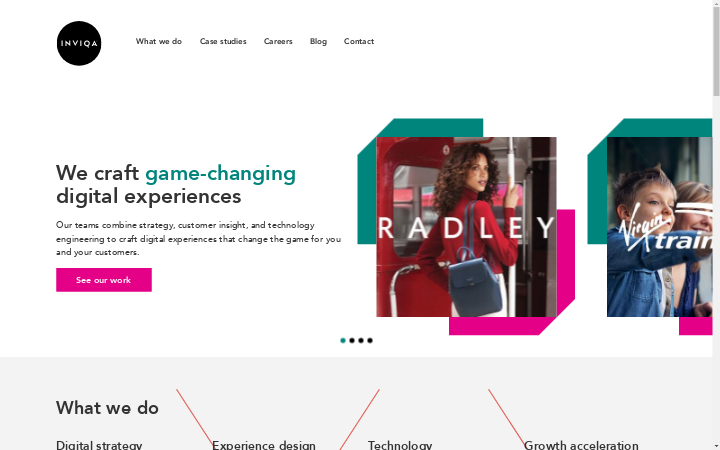 INVIQA
What we do
Case studies
Careers
Blog
Contact
We craft game-changing
digital experiences
Our teams combine strategy, customer insight, and technology
engineering to craft digital experiences that change the game for you
and your customers.
See our work
RADLEY
Virgin
train
What we do
Digital strategy
Experience design
Technology
Growth acceleration